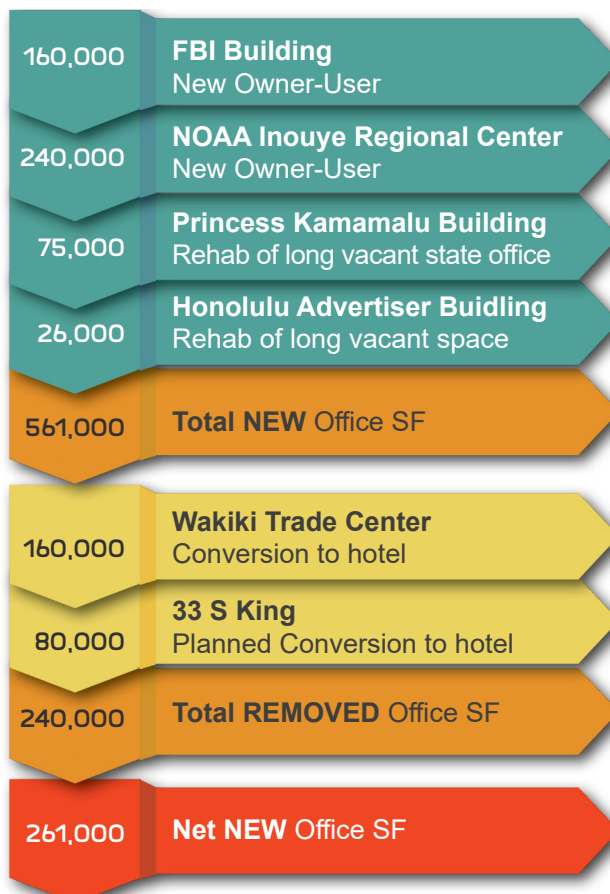 160,000
FBI Building
New Owner-User
240,000
NOAA Inouye Regional Center
New Owner-User
75,000
Princess Kamamalu Building
Rehab of long vacant state office
26,000
Honolulu Advertiser Buidling
Rehab of long vacant space
561,000
Total NEW Office SF
160,000
Wakiki Trade Center
Conversion to hotel
80,000
33 S King
Planned Conversion to hotel
240,000
Total REMOVED Office SF
261,000
Net NEW Office SF